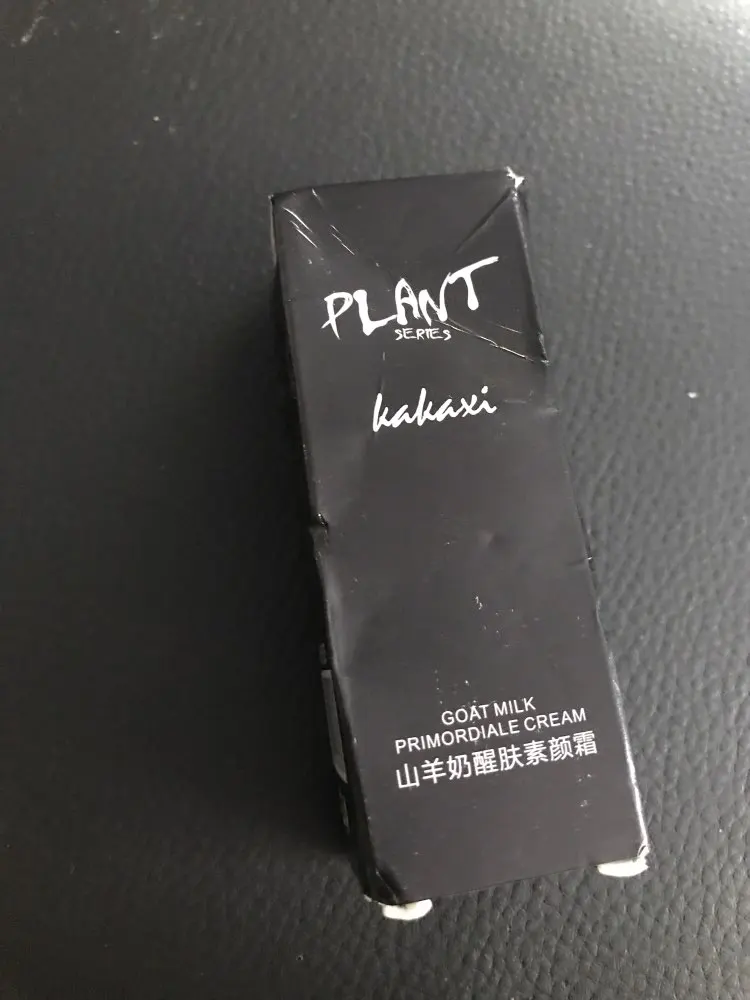 PLANT
SERIES
kakaxi
GOAT MILK
PRIMORDIALE CREAM
山羊奶醒肤素颜霜